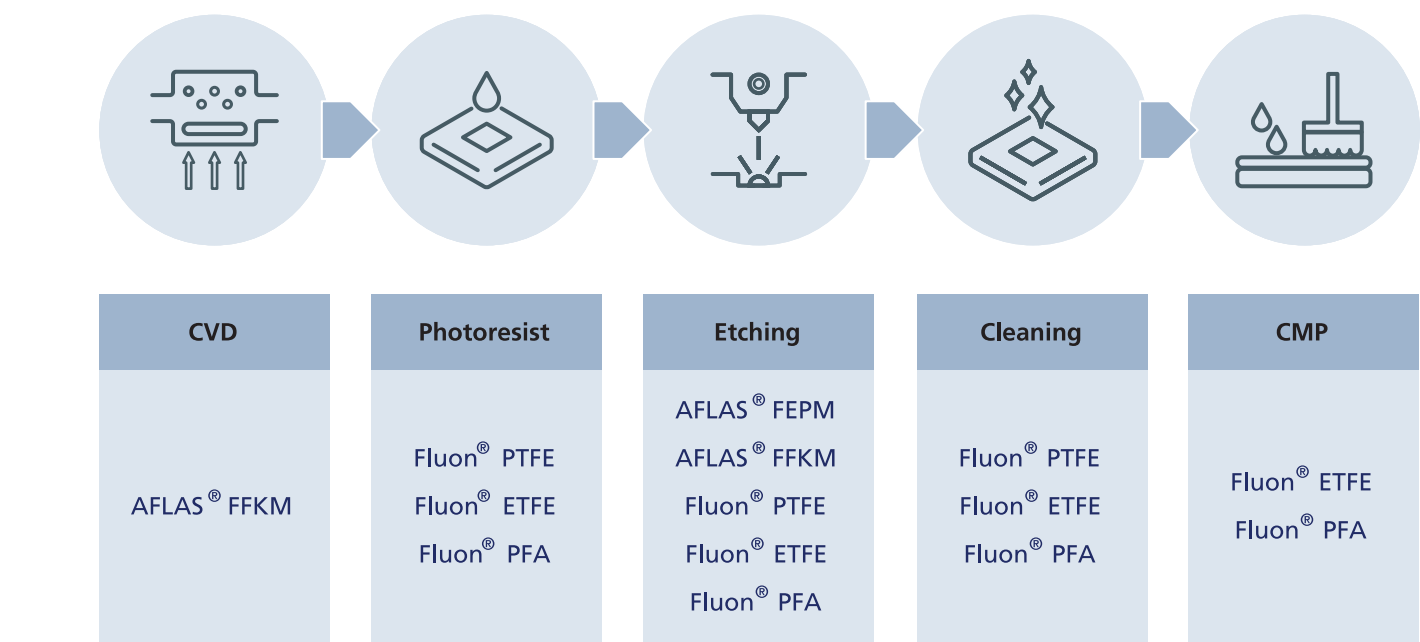 CVD
AFLAS® FFKM
Photoresist
Fluon® PTFE
Fluon® ETFE
Fluon® PFA
Etching
AFLAS® FEPM
AFLAS® FFKM
Fluon® PTFE
Fluon® ETFE
Fluon® PFA
Cleaning
Fluon® PTFE
Fluon® ETFE
Fluon® PFA
CMP
Fluon® ETFE
Fluon® PFA